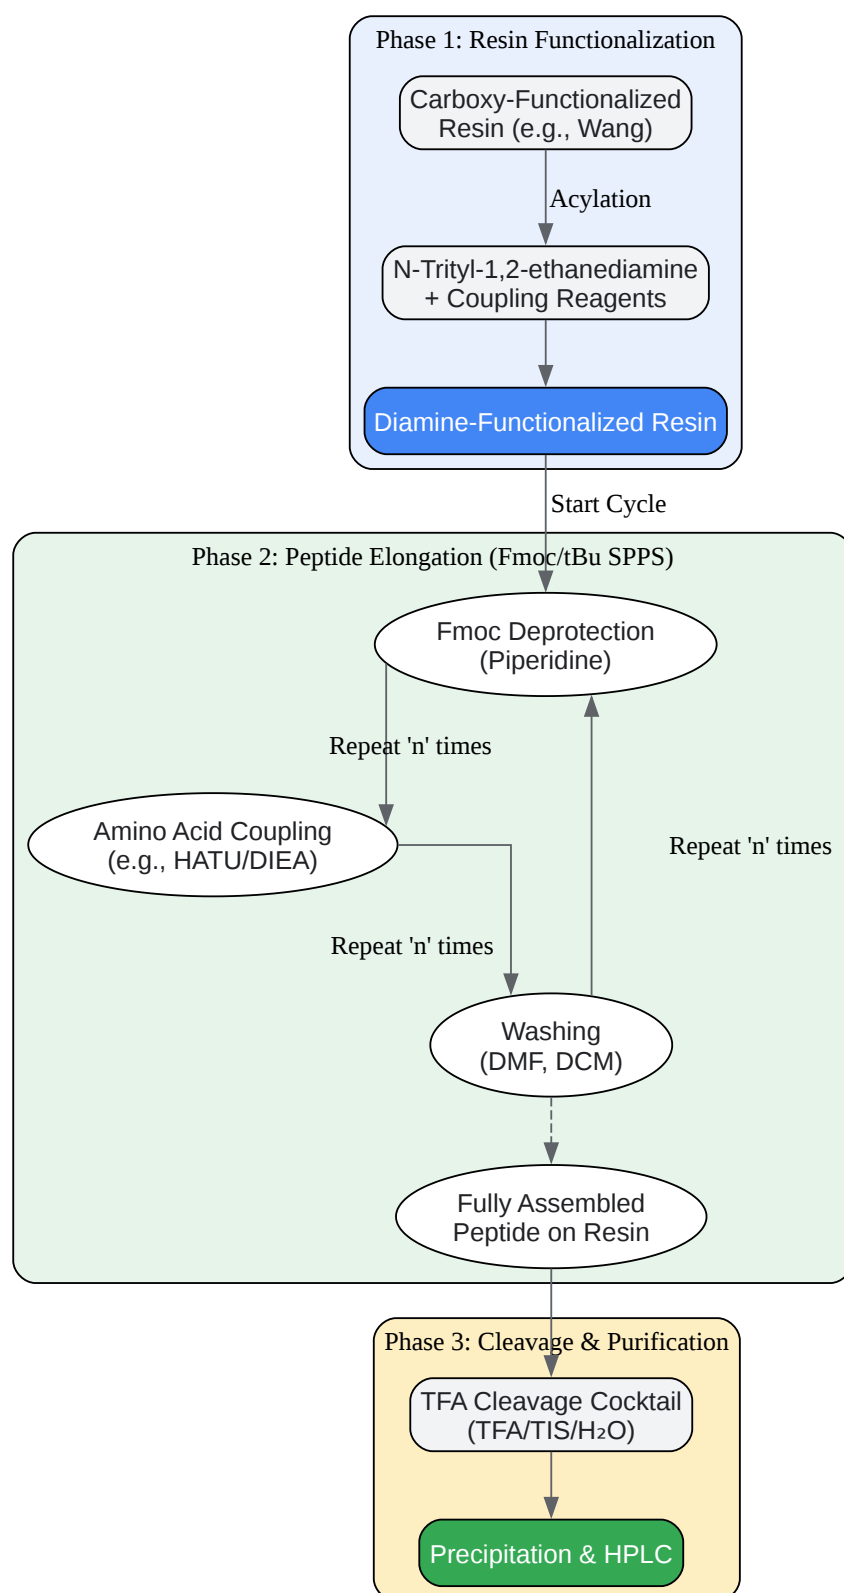 Phase 1: Resin Functionalization
Carboxy-Functionalized
Resin (e.g., Wang)
Acylation
N-Trityl-1,2-ethanediamine
+ Coupling Reagents
Diamine-Functionalized Resin
Start Cycle
Phase 2: Peptide Elongation (Fmoc/tBu SPPS)
Fmoc Deprotection
(Piperidine)
Repeat 'n' times
Amino Acid Coupling
(e.g., HATU/DIEA)
Repeat 'n' times
Repeat 'n' times
Washing
(DMF, DCM)
Fully Assembled
Peptide on Resin
Phase 3: Cleavage & Purification
TFA Cleavage Cocktail
(TFA/TIS/H₂O)
Precipitation & HPLC